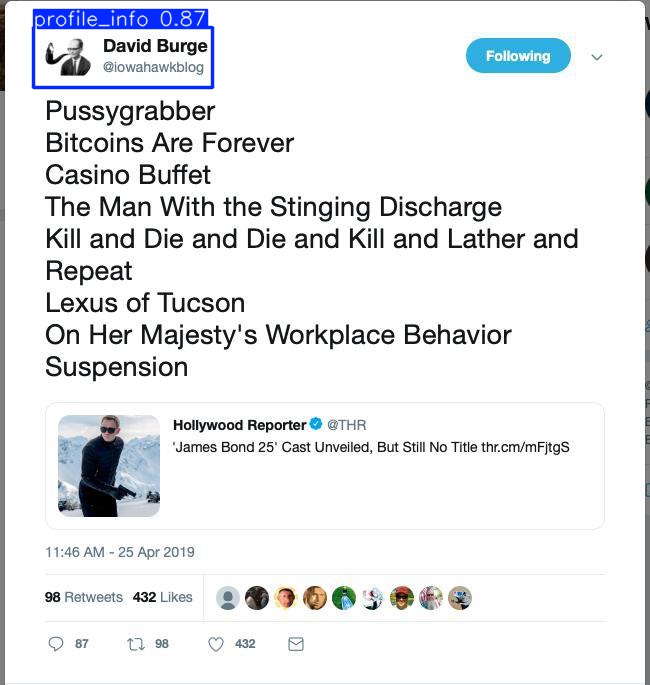 profile_info 0.87
David Burge
@iowahawkblog
Following
Pussygrabber
Bitcoins Are Forever
Casino Buffet
The Man With the Stinging Discharge
Kill and Die and Die and Kill and Lather and
Repeat
Lexus of Tucson
On Her Majesty's Workplace Behavior
Suspension
Hollywood Reporter @THR
'James Bond 25' Cast Unveiled, But Still No Title thr.cm/mFjtgS
11:46 AM - 25 Apr 2019
98 Retweets 432 Likes
87 98 432